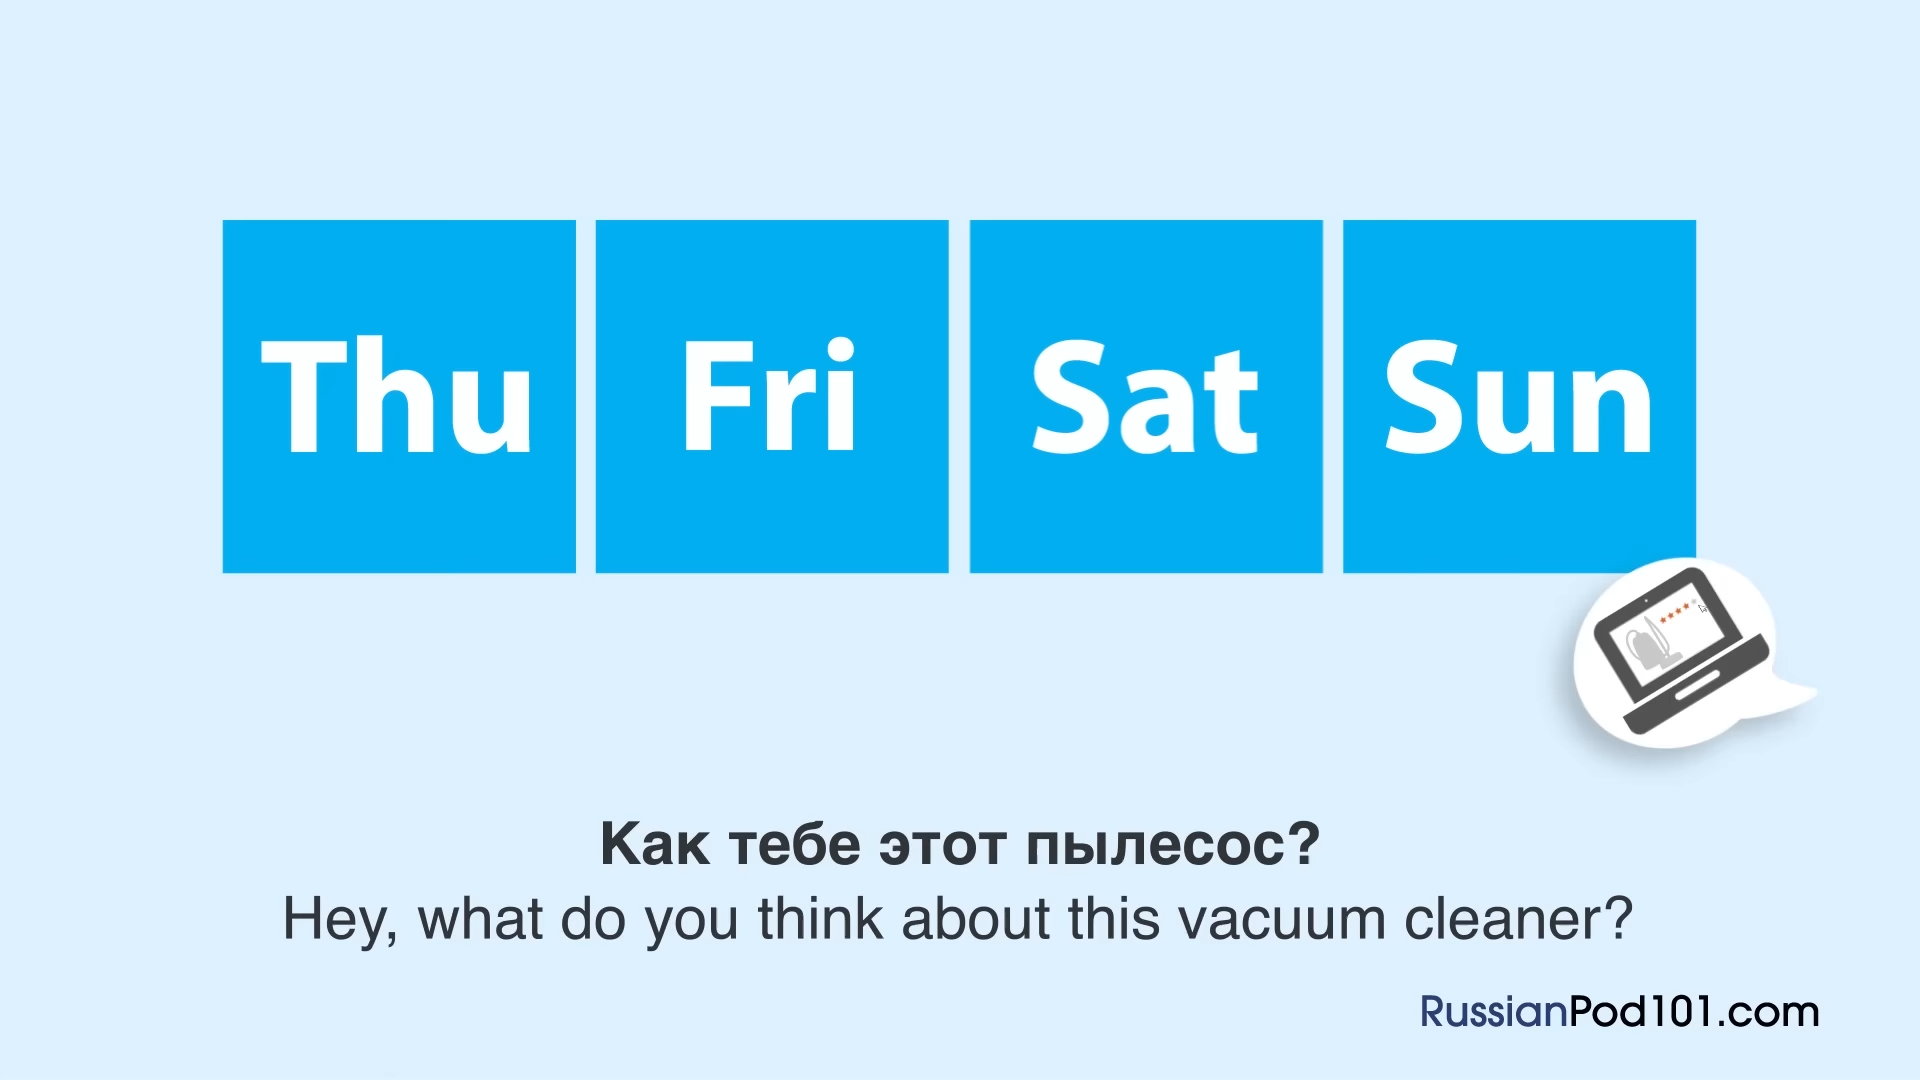 Thu Fri Sat Sun
Как тебе этот пылесос?
Hey, what do you think about this vacuum cleaner?
RussianPod101.com